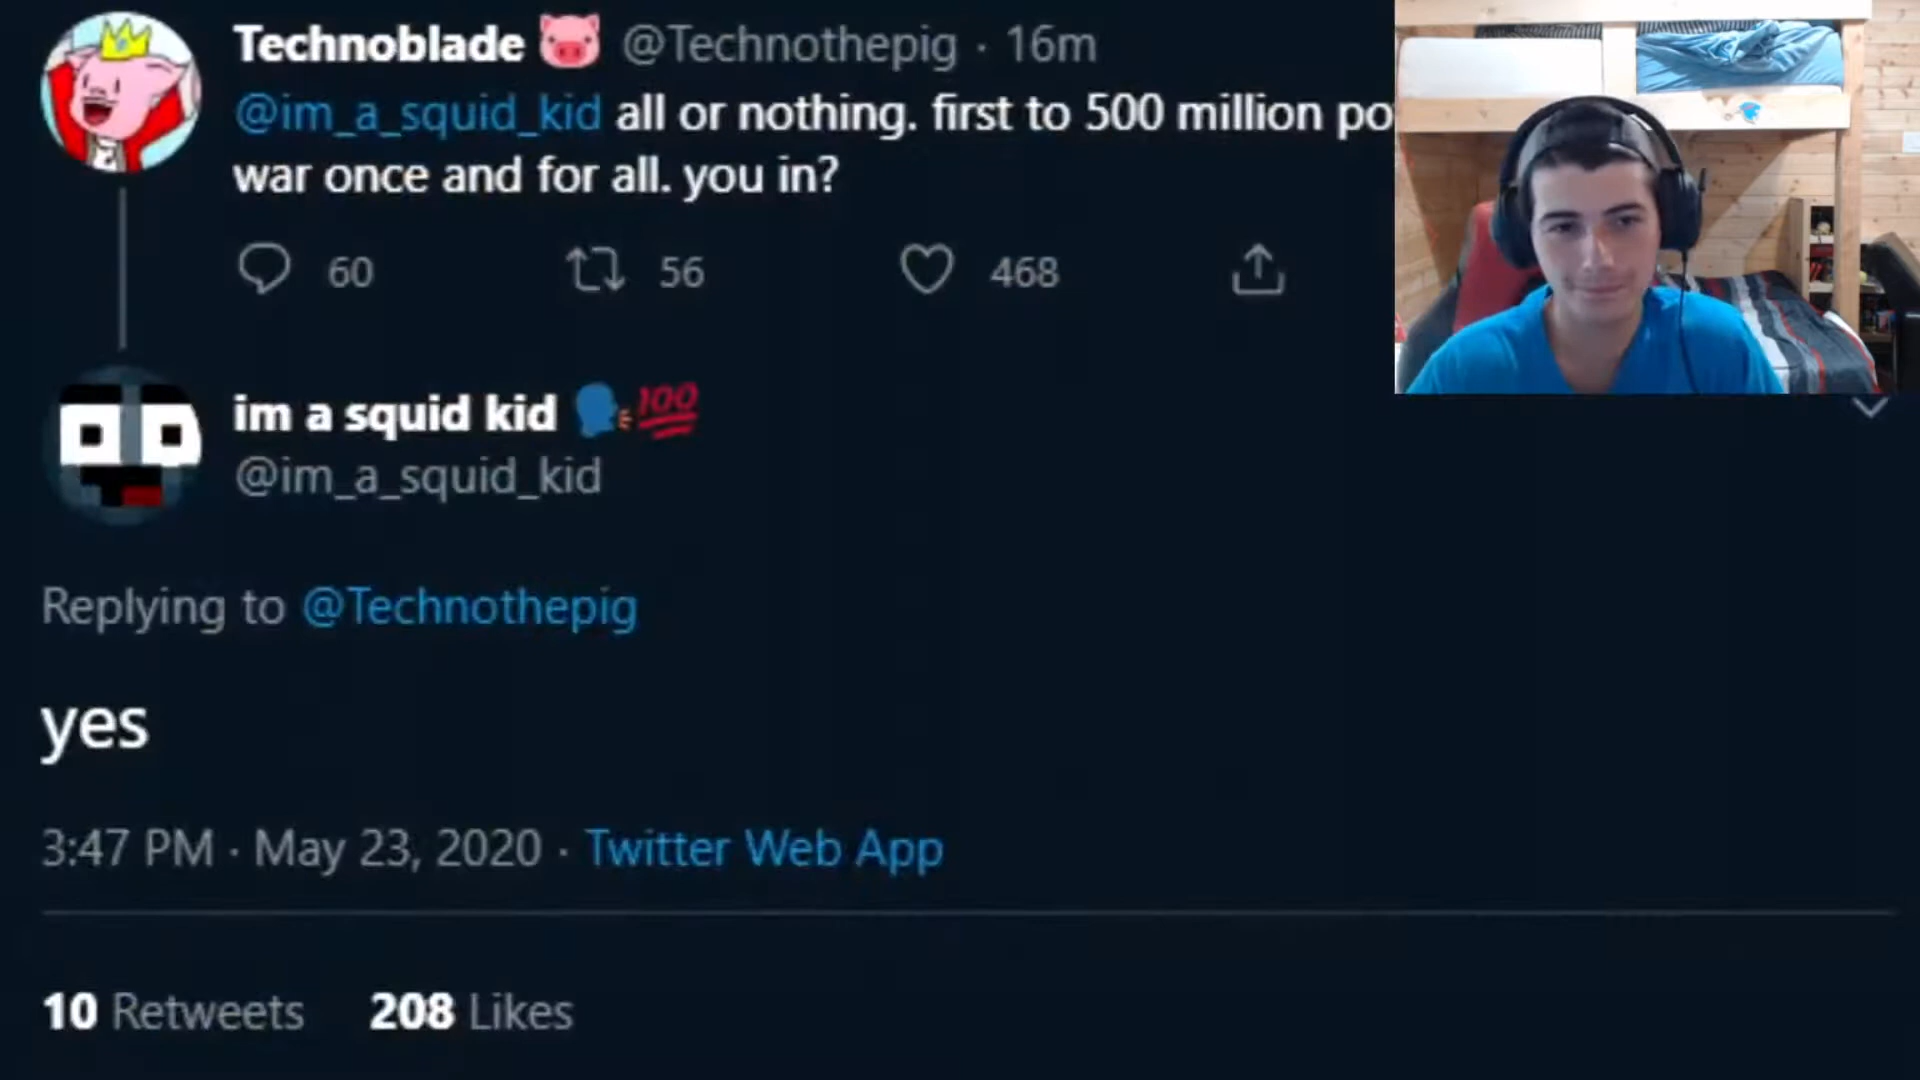 Technoblade @Technothepig · 16m
@im_a_squid_kid all or nothing. first to 500 million
war once and for all. you in?
60 56 468
im a squid kid 🗣💯
@im_a_squid_kid
Replying to @Technothepig
yes
3:47 PM · May 23, 2020 · Twitter Web App
10 Retweets 208 Likes